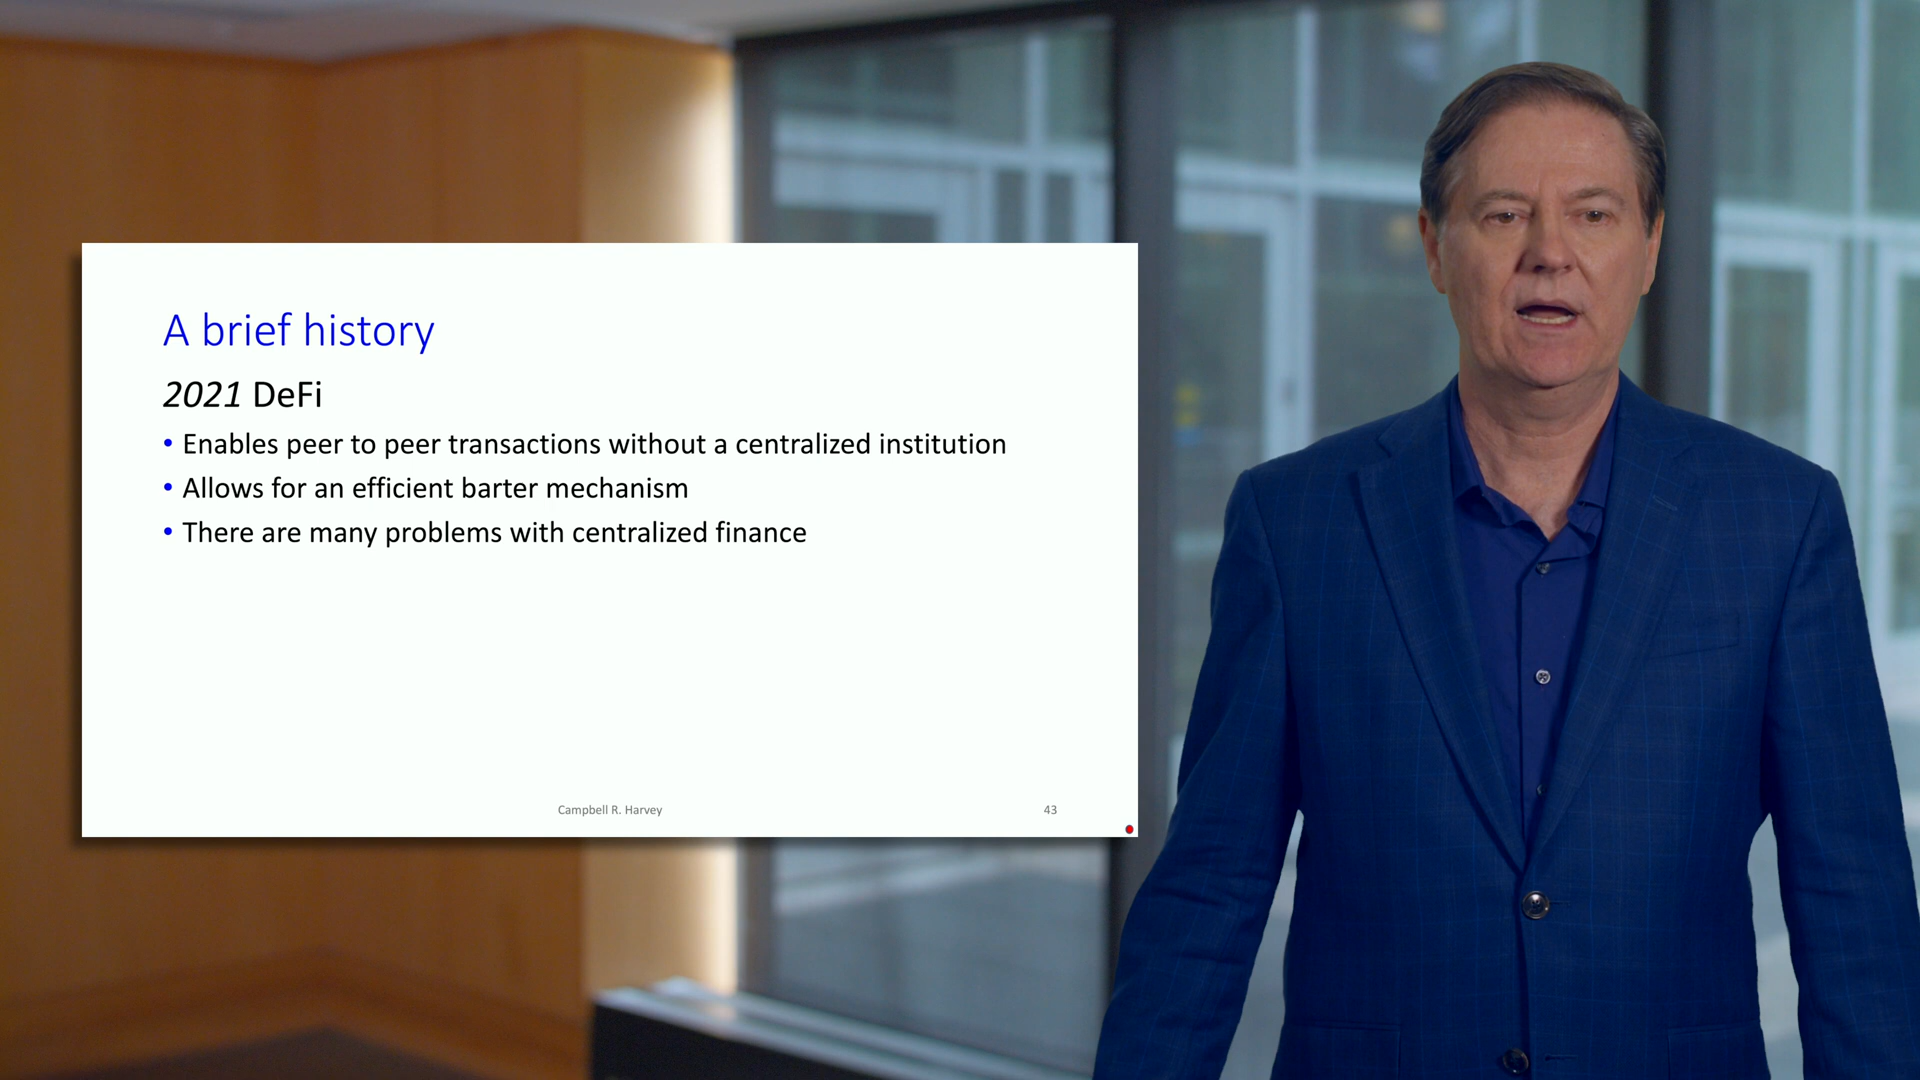 A brief history
2021 DeFi
• Enables peer to peer transactions without a centralized institution
• Allows for an efficient barter mechanism
• There are many problems with centralized finance
Campbell R. Harvey
43